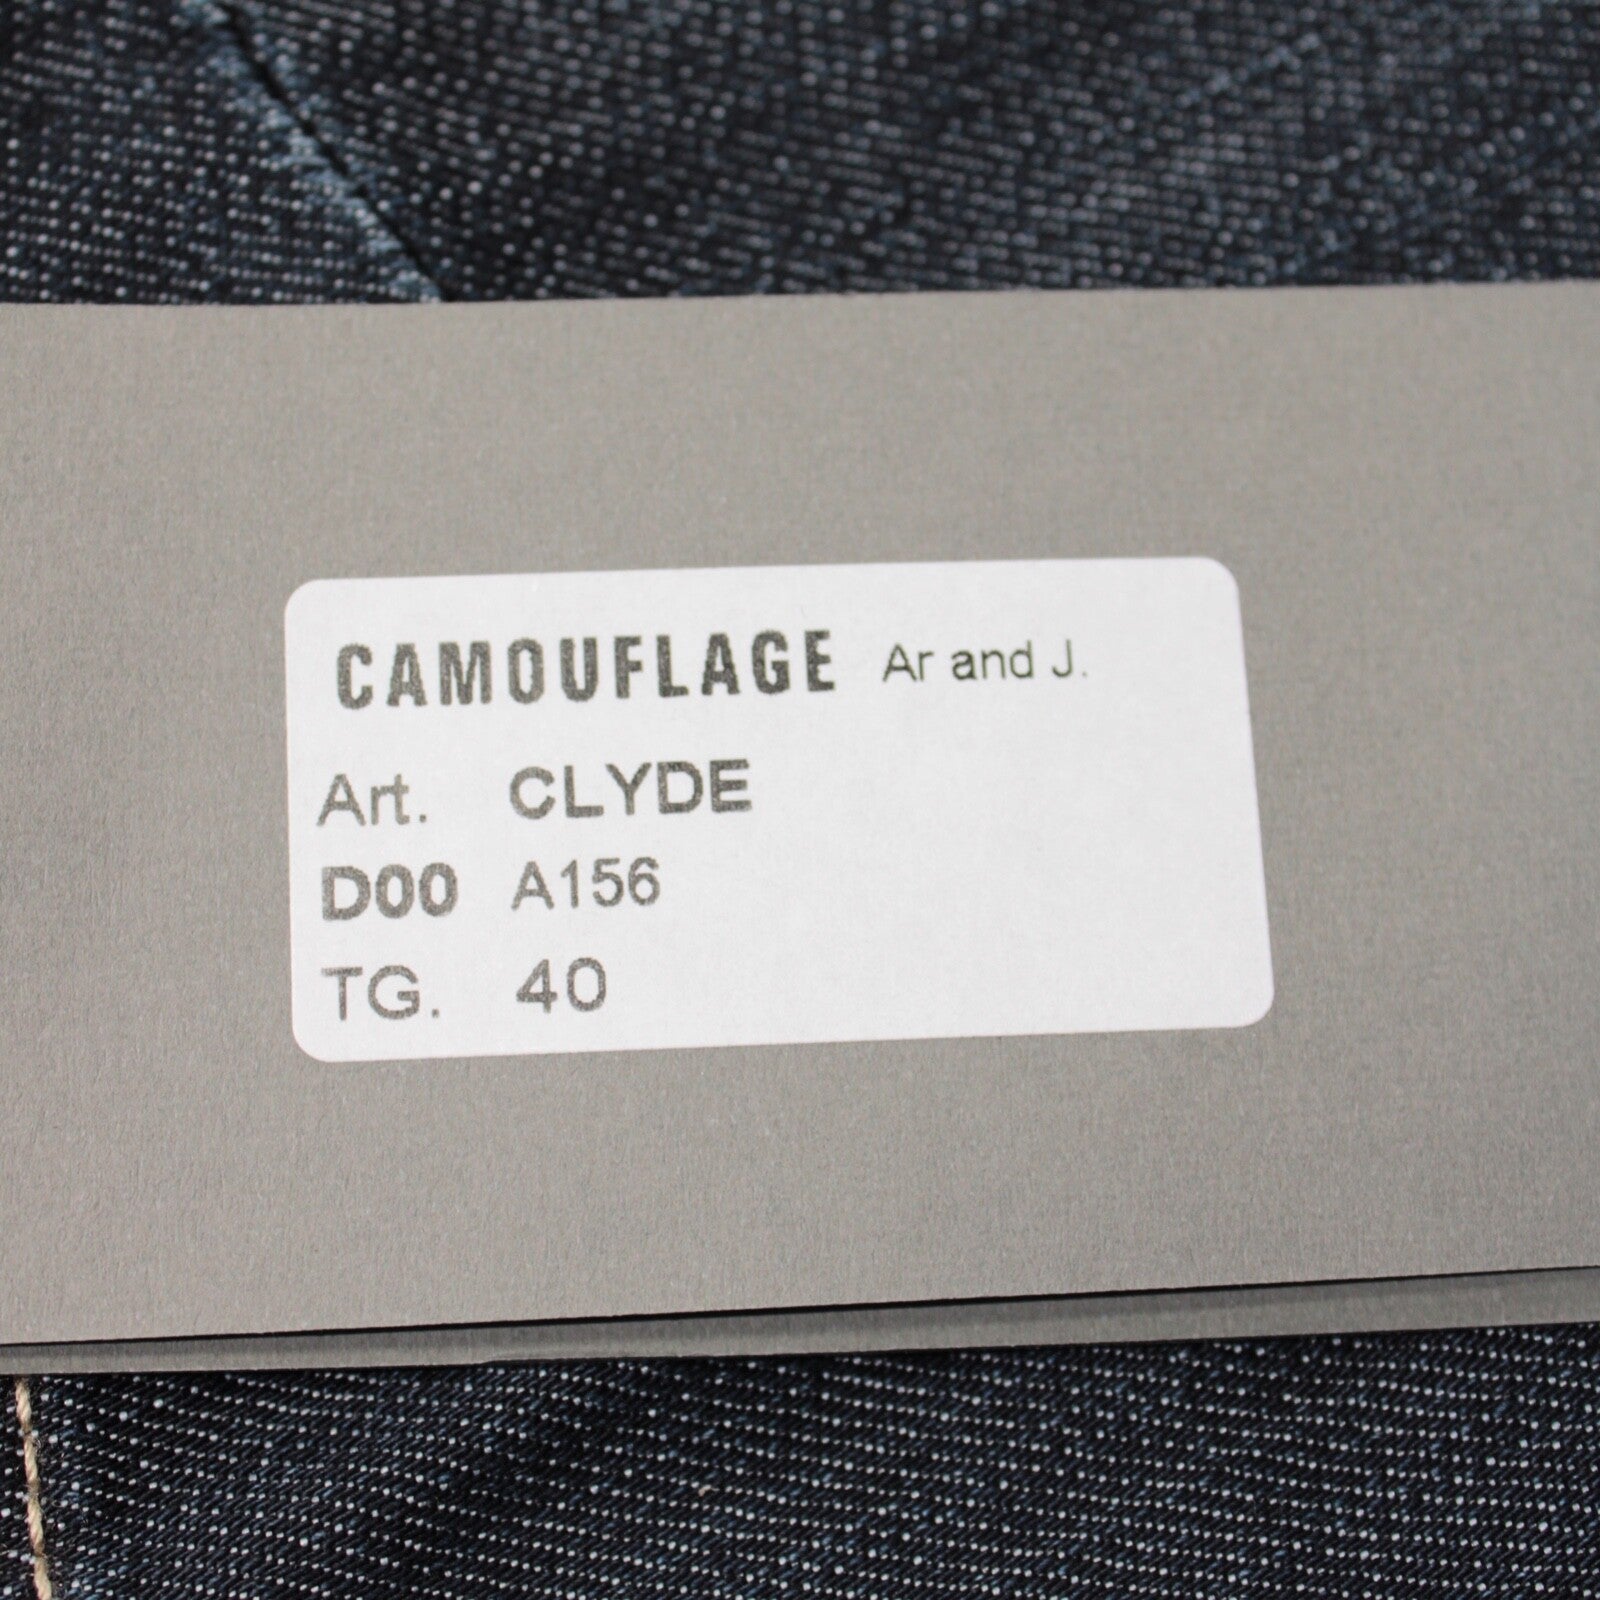 CAMOUFLAGE Ar and J.
Art. CLYDE
D00 A156
TG. 40